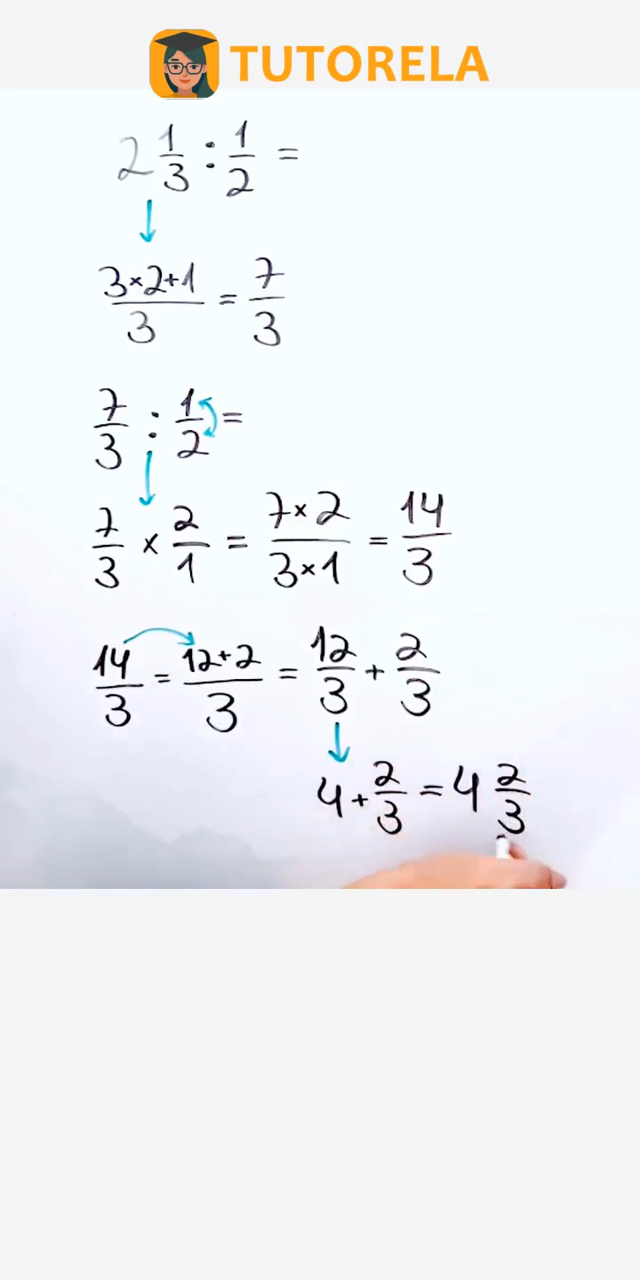 TUTORELA
2 1/3 : 1/2 =
(3×2+1)/3 = 7/3
7/3 : 1/2 =
7/3 × 2/1 = (7×2)/(3×1) = 14/3
14/3 = (12+2)/3 = 12/3 + 2/3
4 + 2/3 = 4 2/3